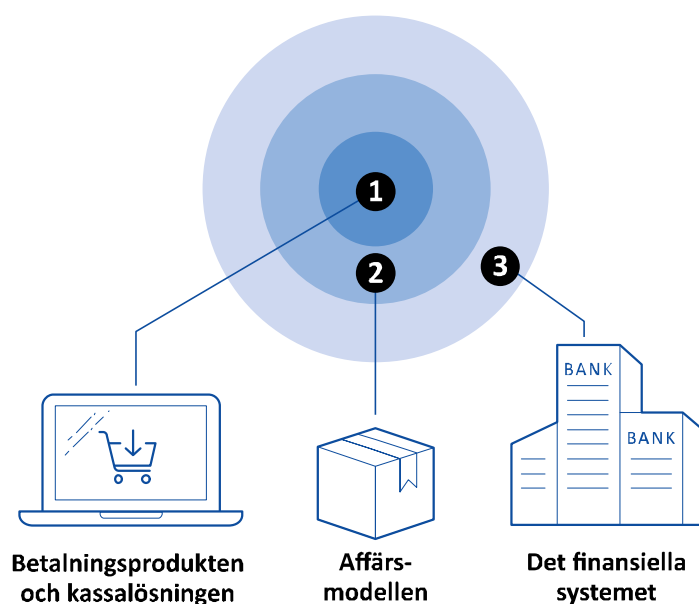 1
2
3
BANK
BANK
Betalningsprodukten
och kassalösningen
Affärs-
modellen
Det finansiella
systemet